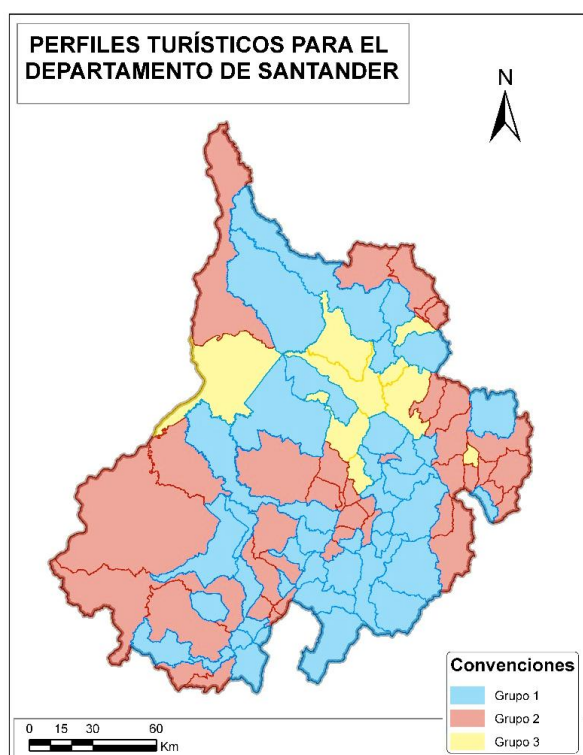 PERFILES TURÍSTICOS PARA EL
DEPARTAMENTO DE SANTANDER
N
Convenciones
Grupo 1
Grupo 2
Grupo 3
0 15 30 60
Km